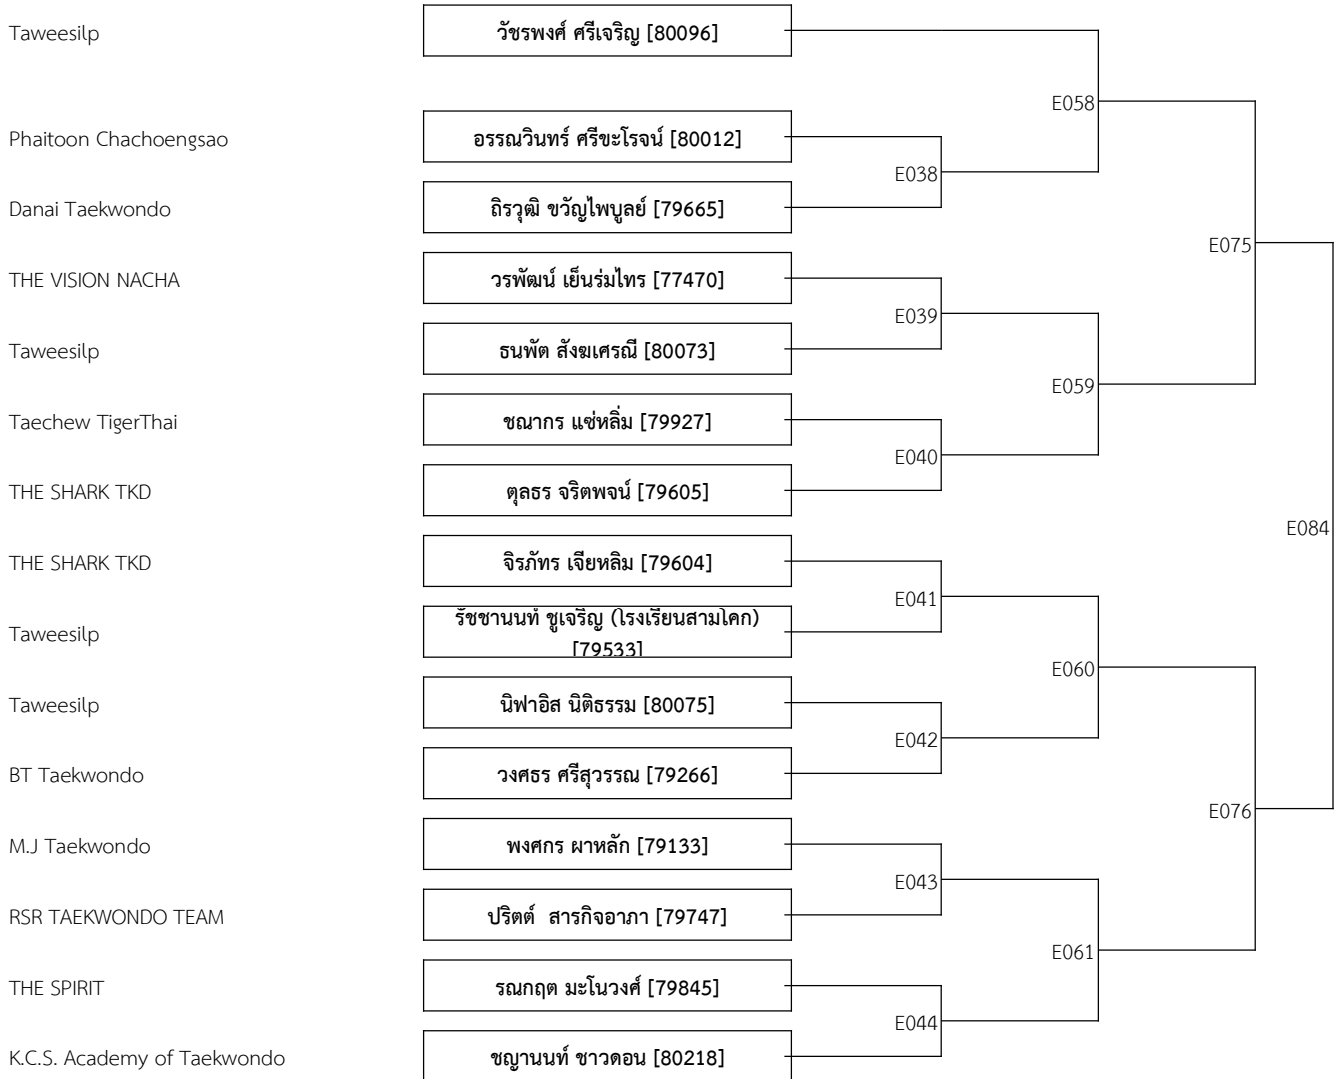 Taweesilp
วัชรพงศ์ ศรีเจริญ [80096]
E058
Phaitoon Chachoengsao
อรรณวินทร์ ศรีขะโรจน์ [80012]
E038
Danai Taekwondo
ถิรวุฒิ ขวัญไพบูลย์ [79665]
E075
THE VISION NACHA
วรพัฒน์ เย็นร่มไทร [77470]
E039
Taweesilp
ธนพัต สังฆเศรณี [80073]
E059
Taechew TigerThai
ชณากร แซ่หลิ่ม [79927]
E040
THE SHARK TKD
ตุลธร จริตพจน์ [79605]
E084
THE SHARK TKD
จิรภัทร เจียหลิม [79604]
E041
Taweesilp
รัชชานนท์ ชูเจริญ (โรงเรียนสามโคก)
[79533]
E060
Taweesilp
นิฟาอิส นิติธรรม [80075]
E042
BT Taekwondo
วงศธร ศรีสุวรรณ [79266]
E076
M.J Taekwondo
พงศกร ผาหลัก [79133]
E043
RSR TAEKWONDO TEAM
ปริตต์  สารกิจอาภา [79747]
E061
THE SPIRIT
รณกฤต มะโนวงศ์ [79845]
E044
K.C.S. Academy of Taekwondo
ชญานนท์ ชาวดอน [80218]